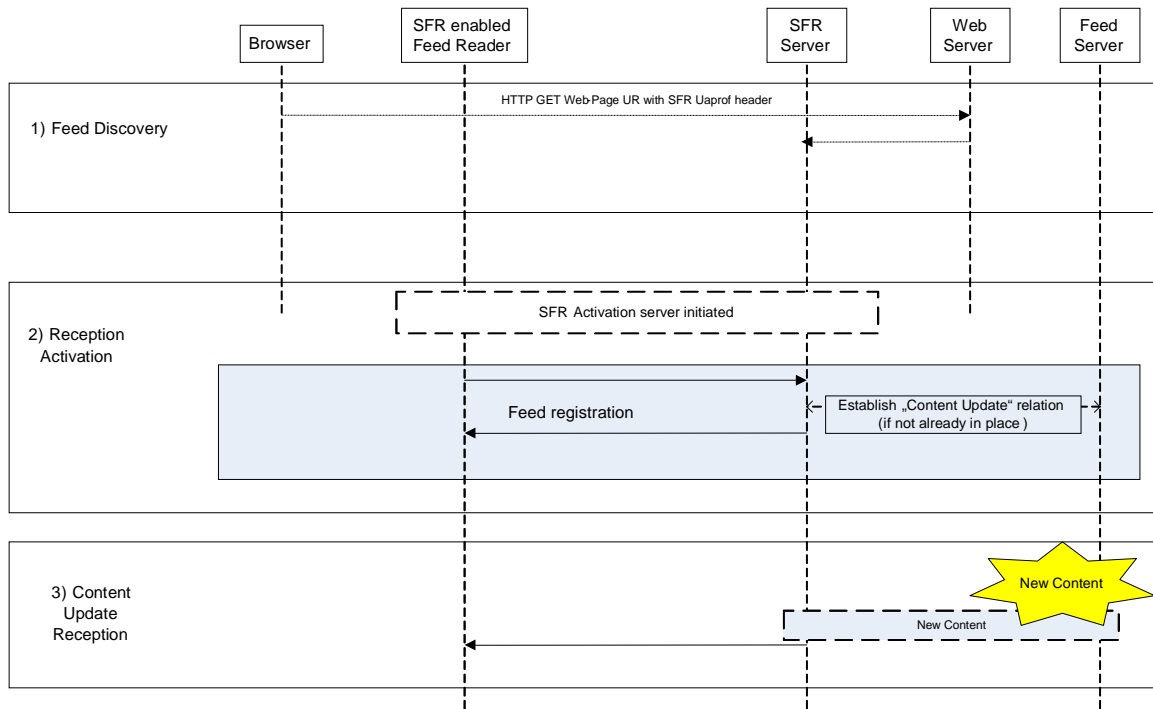 Browser
SFR enabled
Feed Reader
SFR
Server
Web
Server
Feed
Server
HTTP GET Web-Page UR with SFR Uaprof header
1) Feed Discovery
SFR Activation server initiated
2) Reception
Activation
Feed registration
Establish „Content Update“ relation
(if not already in place )
3) Content
Update
Reception
New Content
New Content